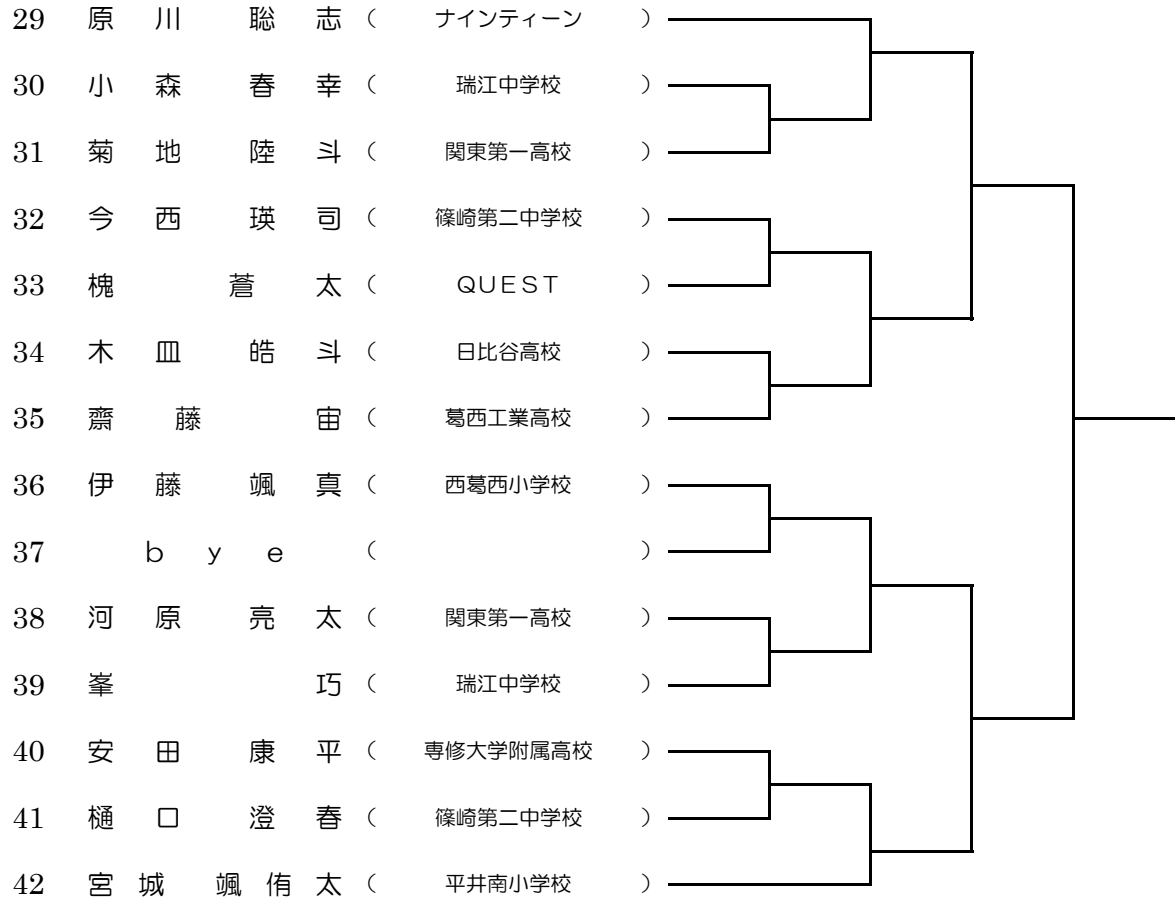 29 原川 聡志 （ ナインティーン ）
30 小森 春幸 （ 瑞江中学校 ）
31 菊地 陸斗 （ 関東第一高校 ）
32 今西 瑛司 （ 篠崎第二中学校 ）
33 槐 蒼太 （ ＱＵＥＳＴ ）
34 木皿 皓斗 （ 日比谷高校 ）
35 齋藤 宙 （ 葛西工業高校 ）
36 伊藤 颯真 （ 西葛西小学校 ）
37 ｂｙｅ （ ）
38 河原 亮太 （ 関東第一高校 ）
39 峯 巧 （ 瑞江中学校 ）
40 安田 康平 （ 専修大学附属高校 ）
41 樋口 澄春 （ 篠崎第二中学校 ）
42 宮城 颯侑太 （ 平井南小学校 ）